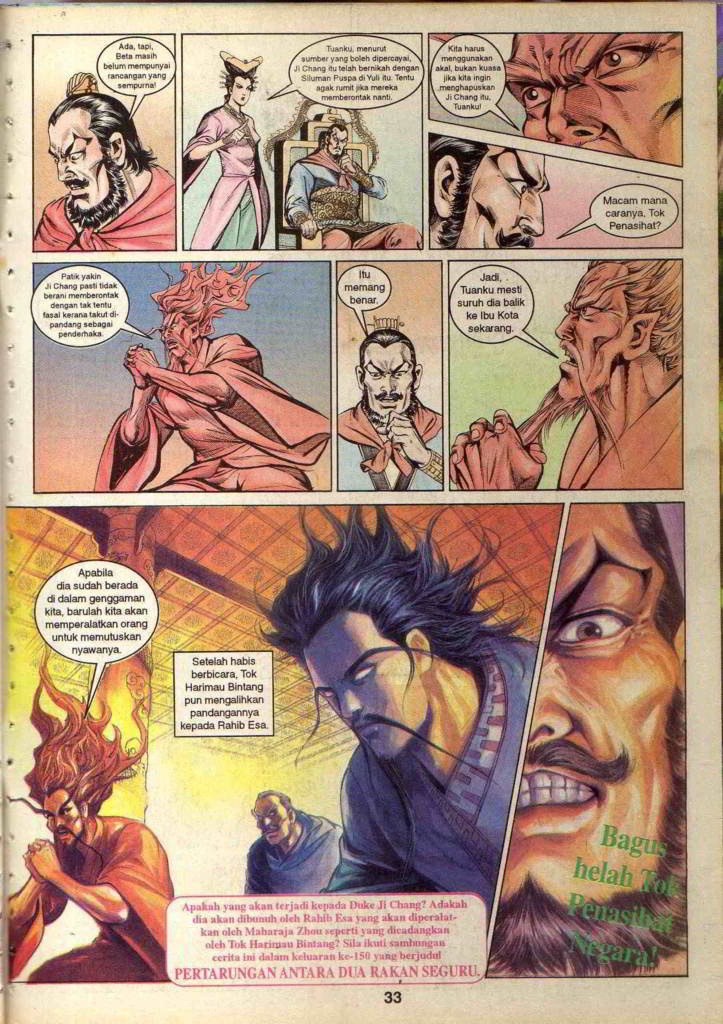 Ada, tapi,
Beta masih
belum mempunyai
rancangan yang
sempurna!
Tuanku, menurut
sumber yang boleh dipercayai,
Ji Chang itu telah bernikah dengan
Siluman Puspa di Yuli itu. Tentu
agak rumit jika mereka
memberontak nanti.
Kita harus
menggunakan
akal, bukan kuasa
jika kita ingin
menghapuskan
Ji Chang itu,
Tuanku!
Macam mana
caranya, Tok
Penasihat?
Patik yakin
Ji Chang pasti tidak
berani memberontak
dengan tak tentu
fasal kerana takut di-
pandang sebagai
penderhaka.
Itu
memang
benar.
Jadi,
Tuanku mesti
suruh dia balik
ke Ibu Kota
sekarang.
Apabila
dia sudah berada
di dalam genggaman
kita, barulah kita akan
memperalatkan orang
untuk memutuskan
nyawanya.
Setelah habis
berbicara, Tok
Harimau Bintang
pun mengalihkan
pandangannya
kepada Rahib Esa.
Bagus
helah Tok
Penasihat
Negara!
Apakah yang akan terjadi kepada Duke Ji Chang? Adakah
dia akan dibunuh oleh Rahib Esa yang akan diperalat-
kan oleh Maharaja Zhou seperti yang dicadangkan
oleh Tok Harimau Bintang? Sila ikuti sambungan
cerita ini dalam keluaran ke-150 yang berjudul
PERTARUNGAN ANTARA DUA RAKAN SEGURU.
33